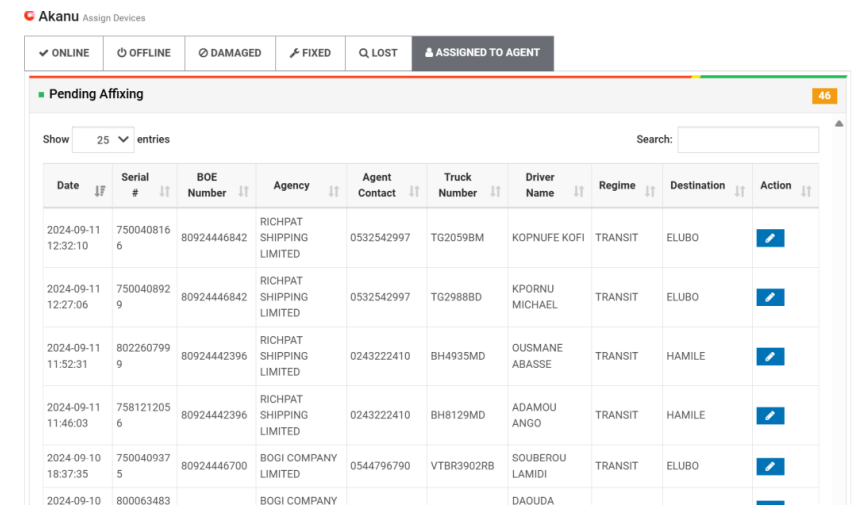 Akanu Assign Devices
ONLINE OFFLINE DAMAGED FIXED LOST ASSIGNED TO AGENT
Pending Affixing 46
Show 25 entries Search:
Date Serial # BOE Number Agency Agent Contact Truck Number Driver Name Regime Destination Action
2024-09-11 12:32:10 7500408166 80924446842 RICHPAT SHIPPING LIMITED 0532542997 TG2059BM KOPNUFE KOFI TRANSIT ELUBO
2024-09-11 12:27:06 7500408929 80924446842 RICHPAT SHIPPING LIMITED 0532542997 TG2988BD KPORNU MICHAEL TRANSIT ELUBO
2024-09-11 11:52:31 8022607999 80924442396 RICHPAT SHIPPING LIMITED 0243222410 BH4935MD OUSMANE ABASSE TRANSIT HAMILE
2024-09-11 11:46:03 7581212056 80924442396 RICHPAT SHIPPING LIMITED 0243222410 BH8129MD ADAMOU ANGO TRANSIT HAMILE
2024-09-10 18:37:35 7500409375 80924446700 BOGI COMPANY LIMITED 0544796790 VTBR3902RB SOUBEROU LAMIDI TRANSIT ELUBO
2024-09-10 800063483 BOGI COMPANY DAOUDA